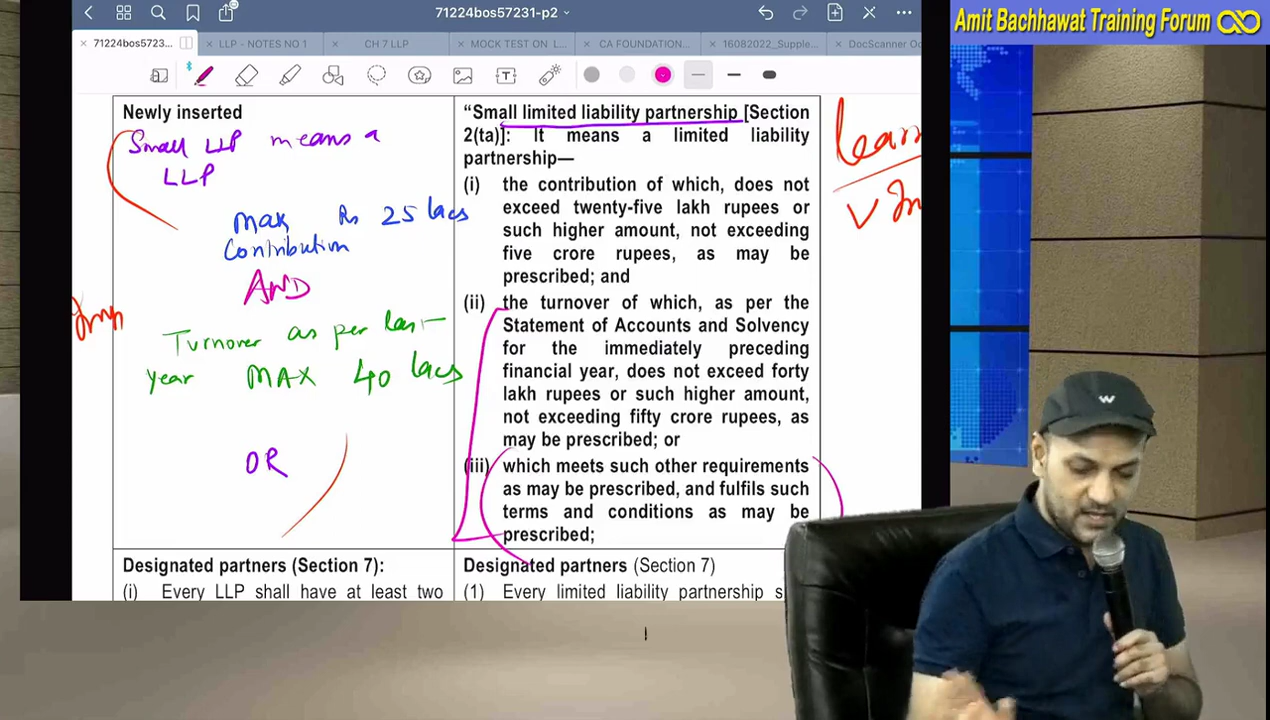 71224bos57231-p2
Amit Bachhawat Training Forum
71224bos5723...
LLP - NOTES NO 1
CH 7 LLP
MOCK TEST ON L...
CA FOUNDATION...
16082022_Supple...
DocScanner Oc
Newly inserted
Small LLP means a
LLP
Max Rs 25 lacs
Contribution
AND
Imp
Turnover as per last
year MAX 40 lacs
OR
"Small limited liability partnership [Section
2(ta)]: It means a limited liability
partnership—
(i) the contribution of which, does not
exceed twenty-five lakh rupees or
such higher amount, not exceeding
five crore rupees, as may be
prescribed; and
(ii) the turnover of which, as per the
Statement of Accounts and Solvency
for the immediately preceding
financial year, does not exceed forty
lakh rupees or such higher amount,
not exceeding fifty crore rupees, as
may be prescribed; or
(iii) which meets such other requirements
as may be prescribed, and fulfils such
terms and conditions as may be
prescribed;
learn
Designated partners (Section 7):
(i) Every LLP shall have at least two
Designated partners (Section 7)
(1) Every limited liability partnership s
W